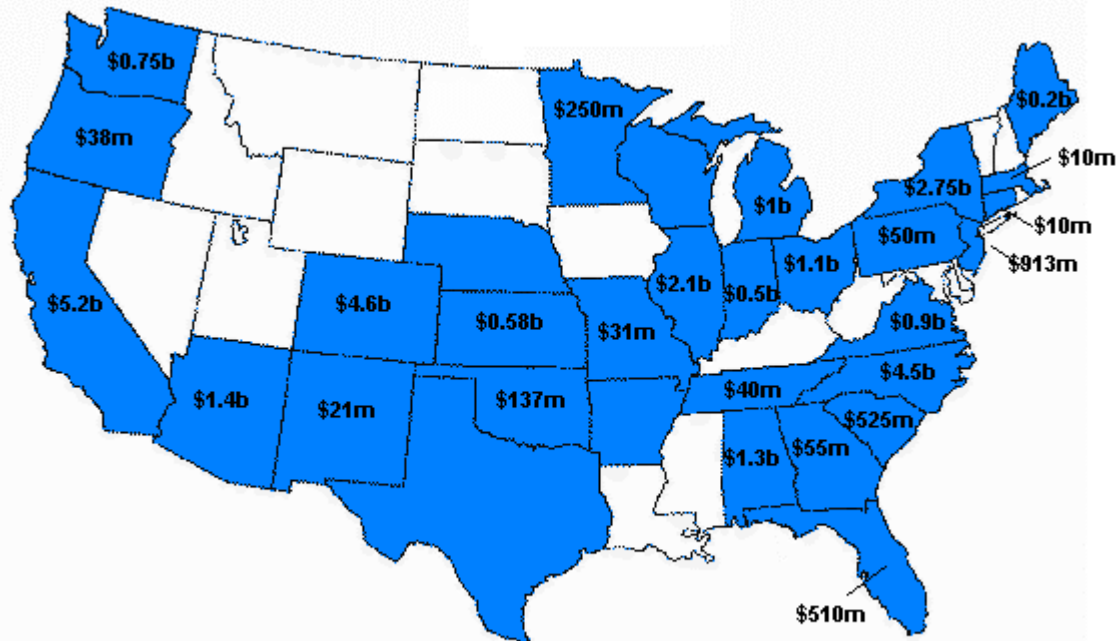 $0.75b
$38m
$5.2b
$1.4b
$21m
$4.6b
$0.58b
$137m
$250m
$31m
$2.1b
$0.5b
$1b
$1.1b
$40m
$1.3b
$55m
$525m
$4.5b
$0.9b
$510m
$50m
$2.75b
$0.2b
$10m
$10m
$913m